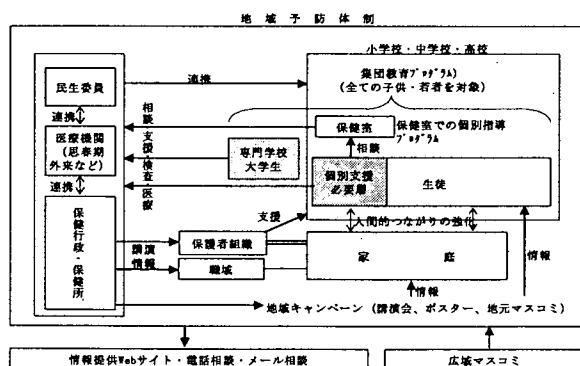 地域予防体制
小学校・中学校・高校
集団教育プログラム)
(全ての子供・若者を対象)
民生委員
連携
連携
医療機関
(思春期
外来など)
連携
保健行政・保健所
相談
支援・検査・医療
専門学校
大学生
保健室
保健室での個別指導
プログラム
相談
個別支援
必要層
生徒
支援
人間的つながりの強化
講演
情報
保護者組織
職域
家庭
情報
情報
地域キャンペーン(講演会、ポスター、地元マスコミ)
情報提供Webサイト・電話相談・メール相談
広域マスコミ